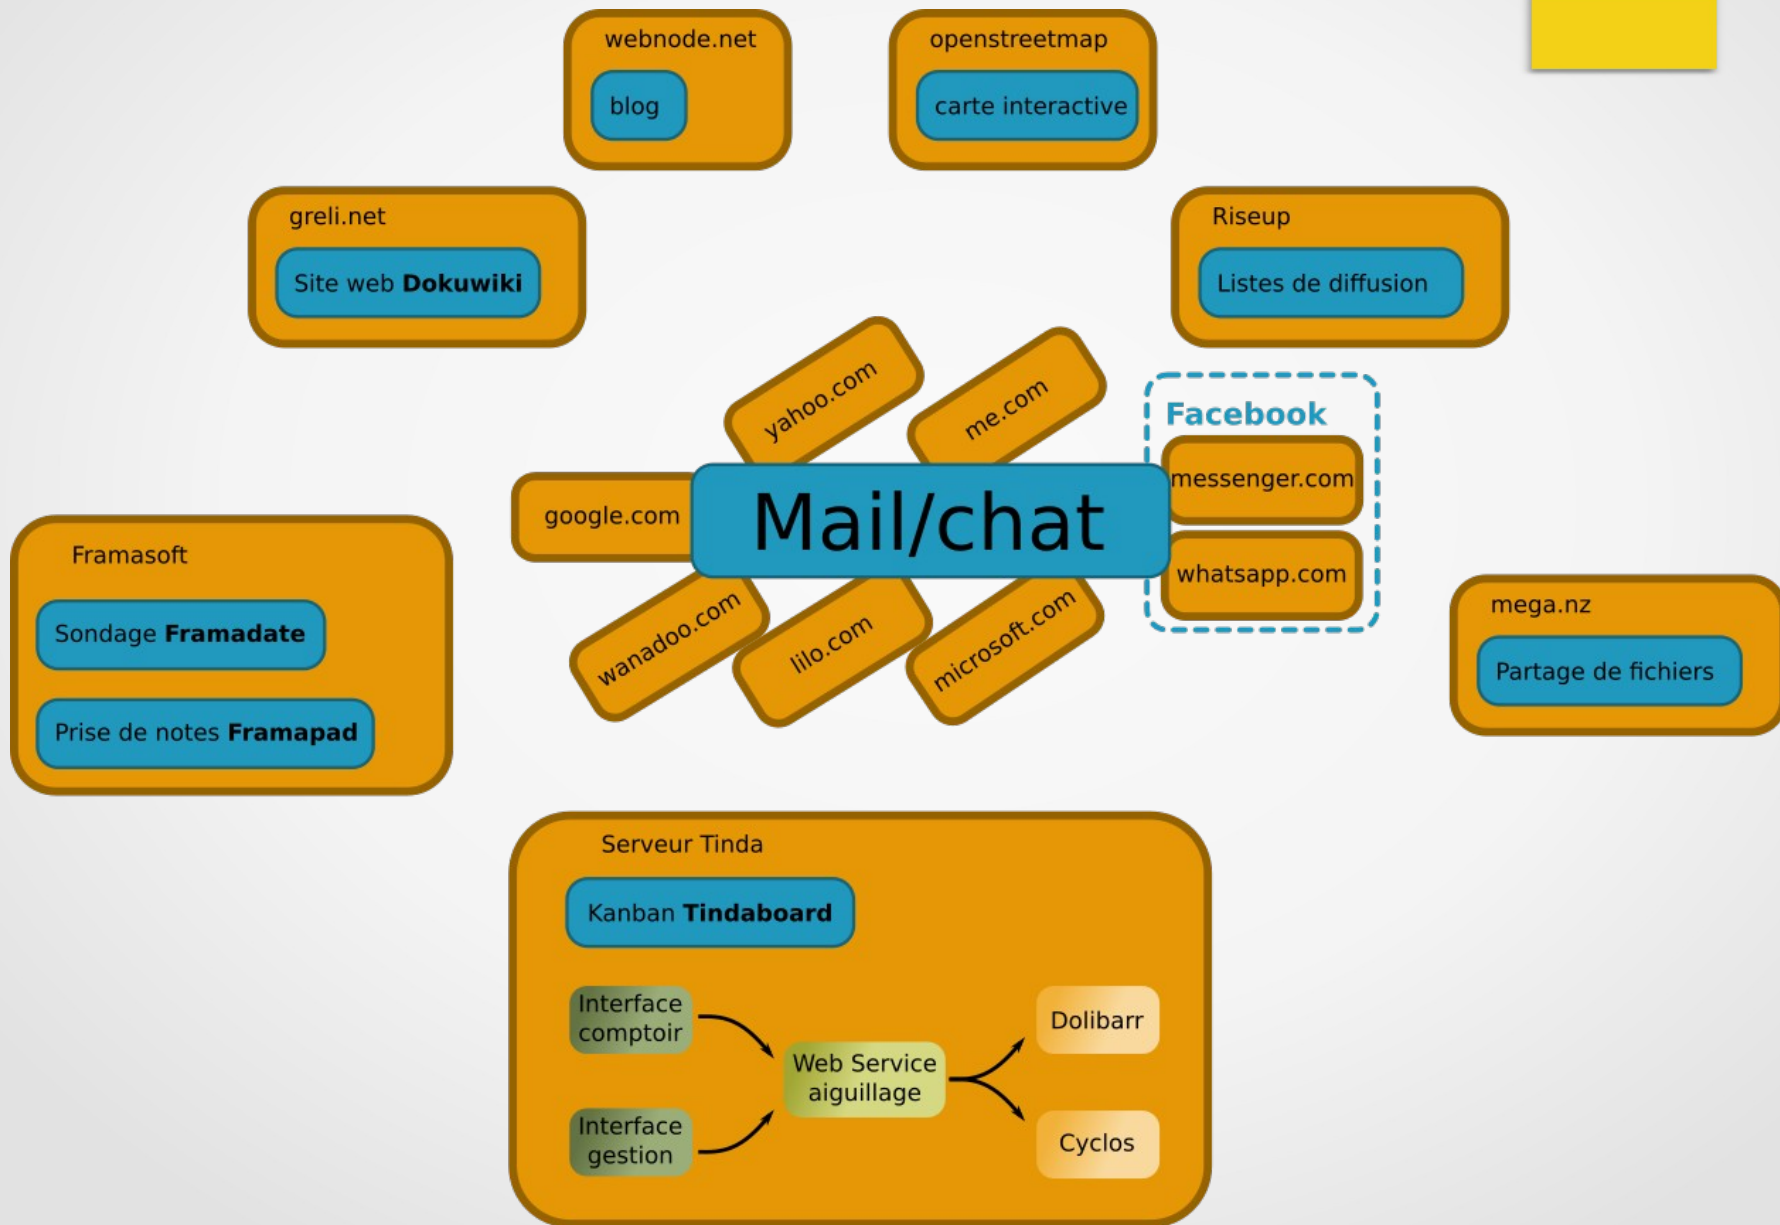 webnode.net
blog
openstreetmap
carte interactive
greli.net
Site web Dokuwiki
Riseup
Listes de diffusion
yahoo.com
me.com
Facebook
messenger.com
google.com
Mail/chat
whatsapp.com
wanadoo.com
lilo.com
microsoft.com
Framasoft
Sondage Framadate
Prise de notes Framapad
mega.nz
Partage de fichiers
Serveur Tinda
Kanban Tindaboard
Interface
comptoir
Interface
gestion
Web Service
aiguillage
Dolibarr
Cyclos